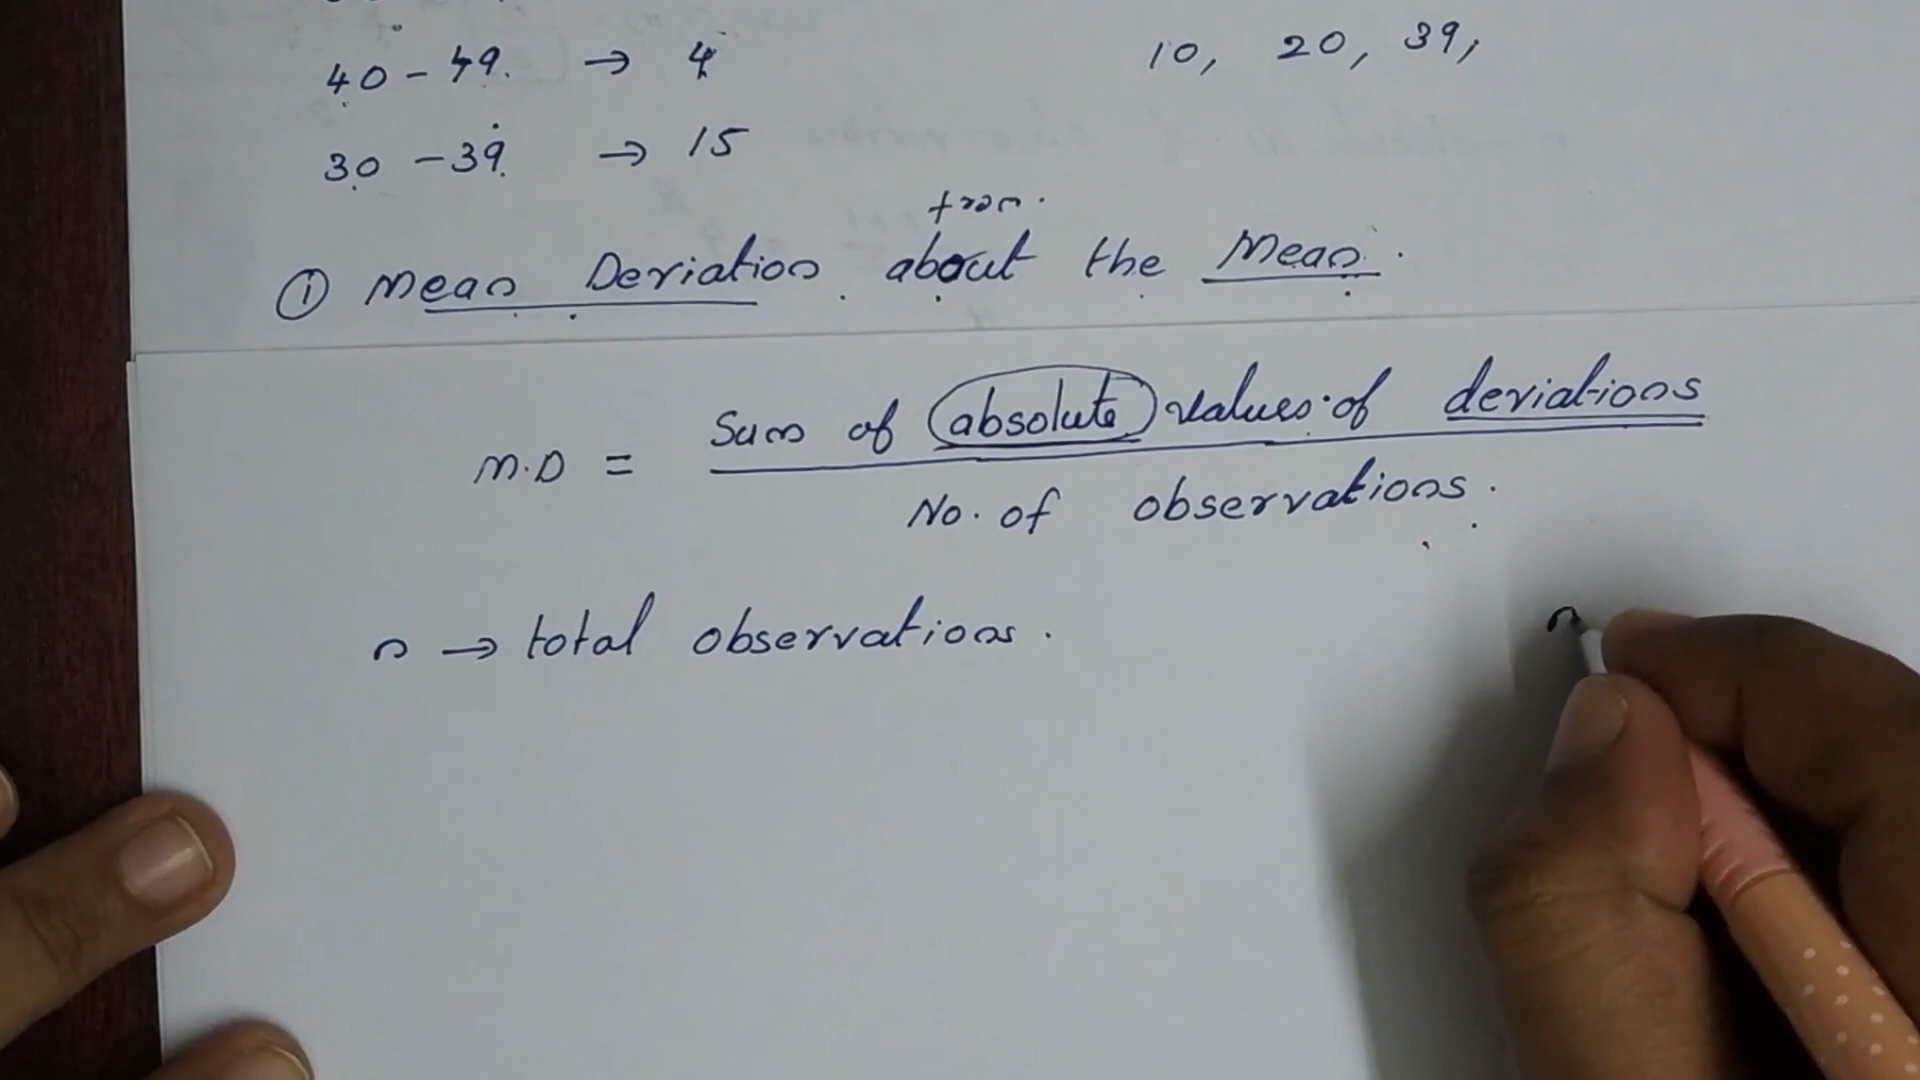 40 - 49. → 4
10, 20, 39,
30 - 39 → 15
from.
① Mean Deviation about the Mean.
M.D = Sum of absolute values of deviations
No. of observations.
n → total observations.
n